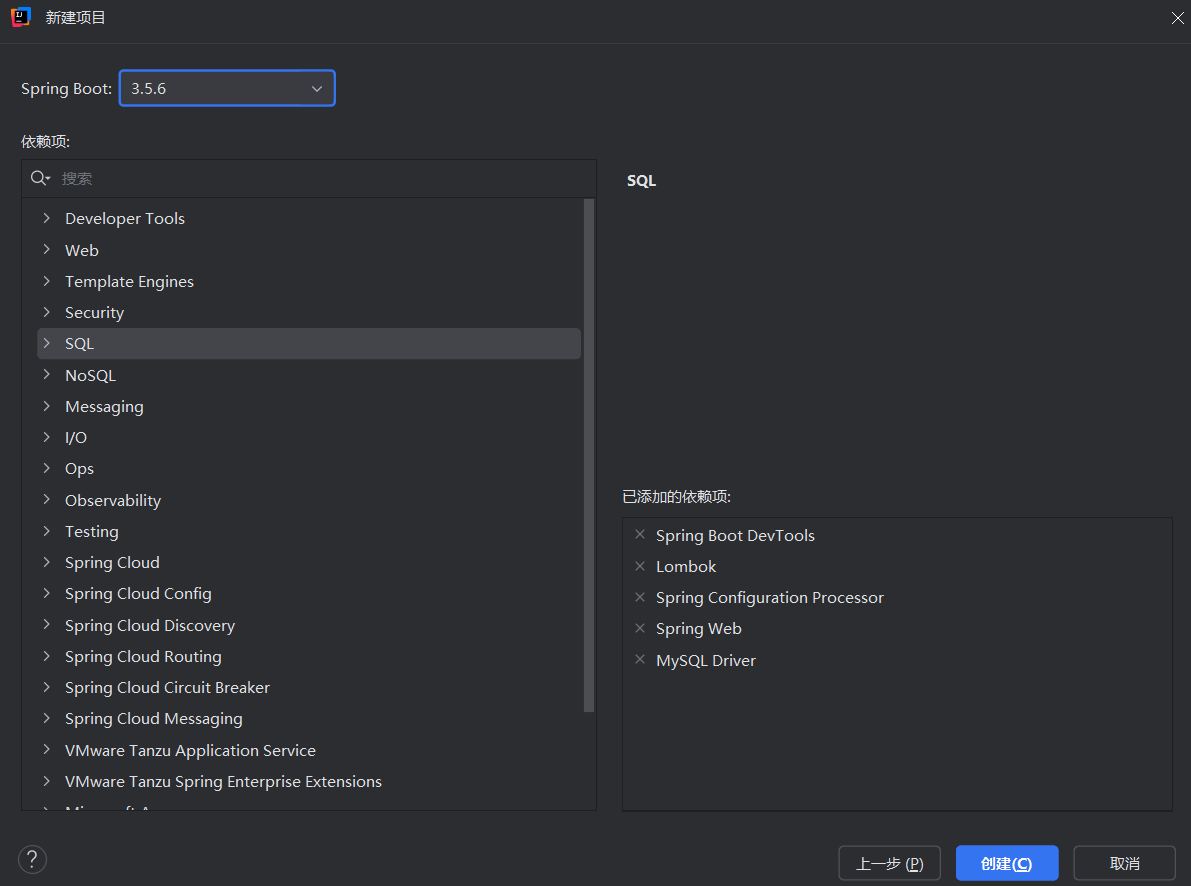 新建项目
Spring Boot: 3.5.6
依赖项:
搜索
Developer Tools
Web
Template Engines
Security
SQL
NoSQL
Messaging
I/O
Ops
Observability
Testing
Spring Cloud
Spring Cloud Config
Spring Cloud Discovery
Spring Cloud Routing
Spring Cloud Circuit Breaker
Spring Cloud Messaging
VMware Tanzu Application Service
VMware Tanzu Spring Enterprise Extensions
SQL
已添加的依赖项:
Spring Boot DevTools
Lombok
Spring Configuration Processor
Spring Web
MySQL Driver
?
上一步 (P)
创建(C)
取消